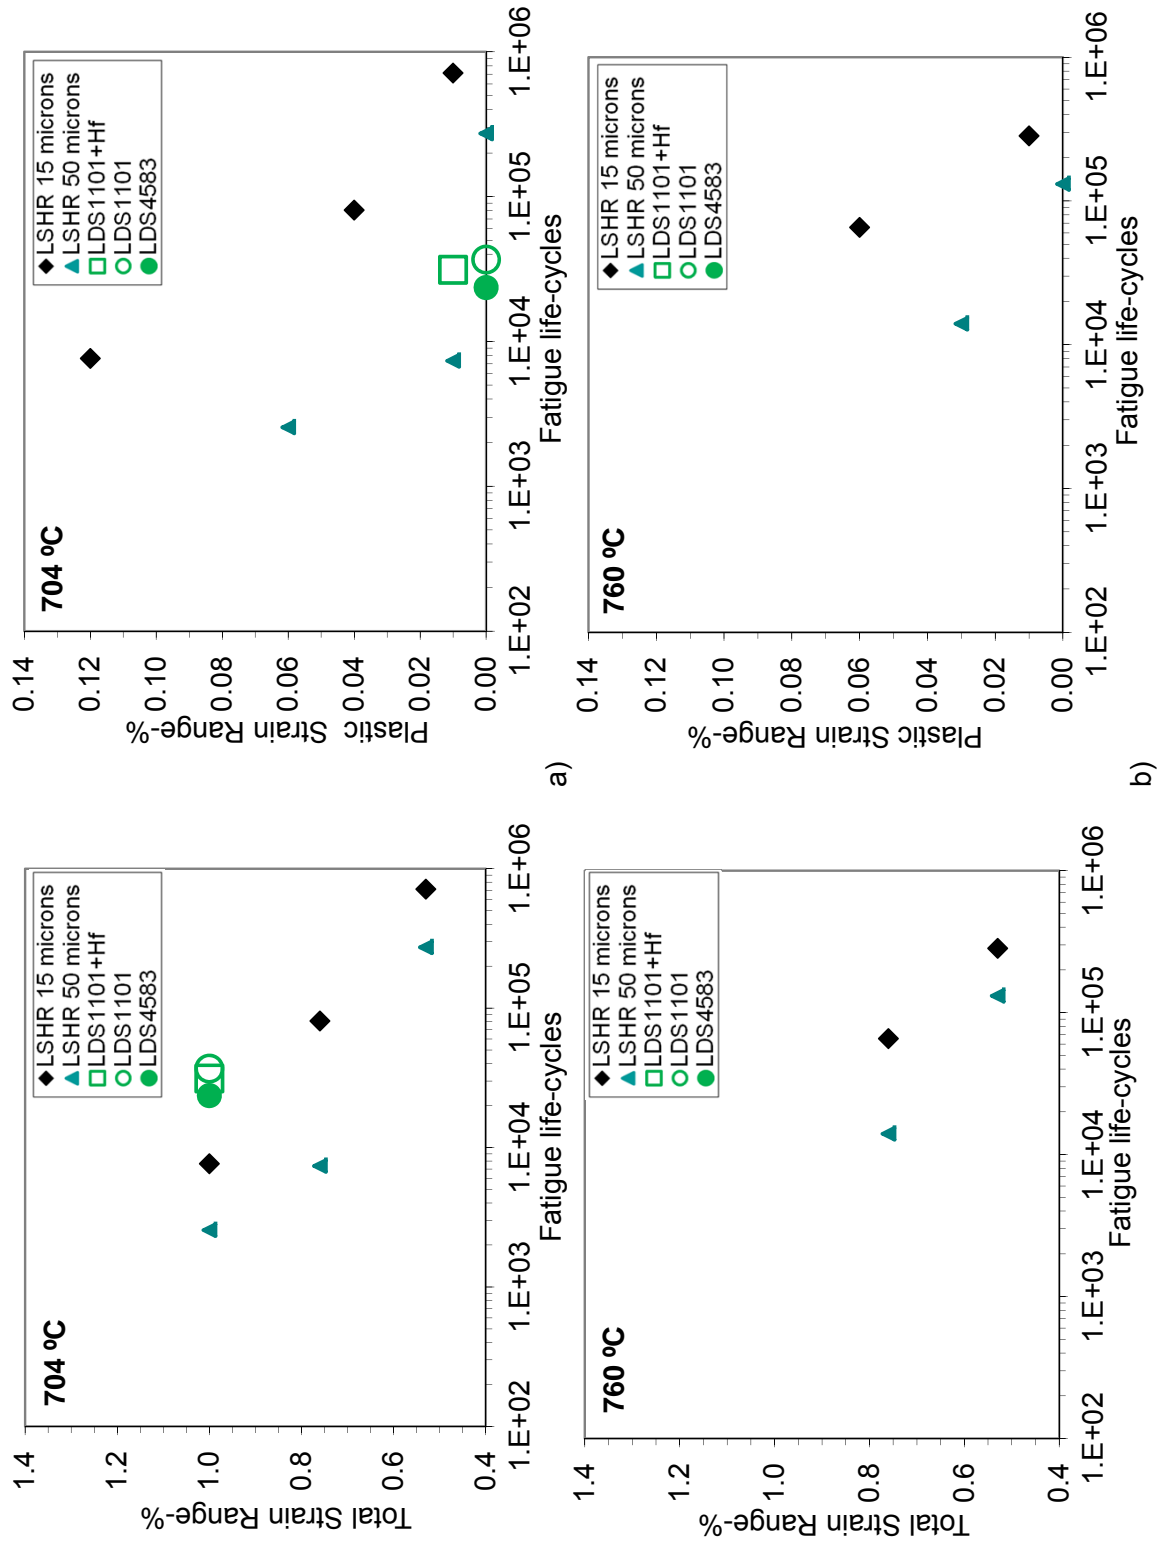 704 ºC
LSHR 15 microns
LSHR 50 microns
LDS1101+Hf
LDS1101
LDS4583
1.4
1.2
1.0
0.8
0.6
0.4
Total Strain Range-%
1.E+02 1.E+03 1.E+04 1.E+05 1.E+06
Fatigue life-cycles
704 ºC
LSHR 15 microns
LSHR 50 microns
LDS1101+Hf
LDS1101
LDS4583
0.14
0.12
0.10
0.08
0.06
0.04
0.02
0.00
Plastic Strain Range-%
1.E+02 1.E+03 1.E+04 1.E+05 1.E+06
Fatigue life-cycles
a)
760 ºC
LSHR 15 microns
LSHR 50 microns
LDS1101+Hf
LDS1101
LDS4583
1.4
1.2
1.0
0.8
0.6
0.4
Total Strain Range-%
1.E+02 1.E+03 1.E+04 1.E+05 1.E+06
Fatigue life-cycles
760 ºC
LSHR 15 microns
LSHR 50 microns
LDS1101+Hf
LDS1101
LDS4583
0.14
0.12
0.10
0.08
0.06
0.04
0.02
0.00
Plastic Strain Range-%
1.E+02 1.E+03 1.E+04 1.E+05 1.E+06
Fatigue life-cycles
b)